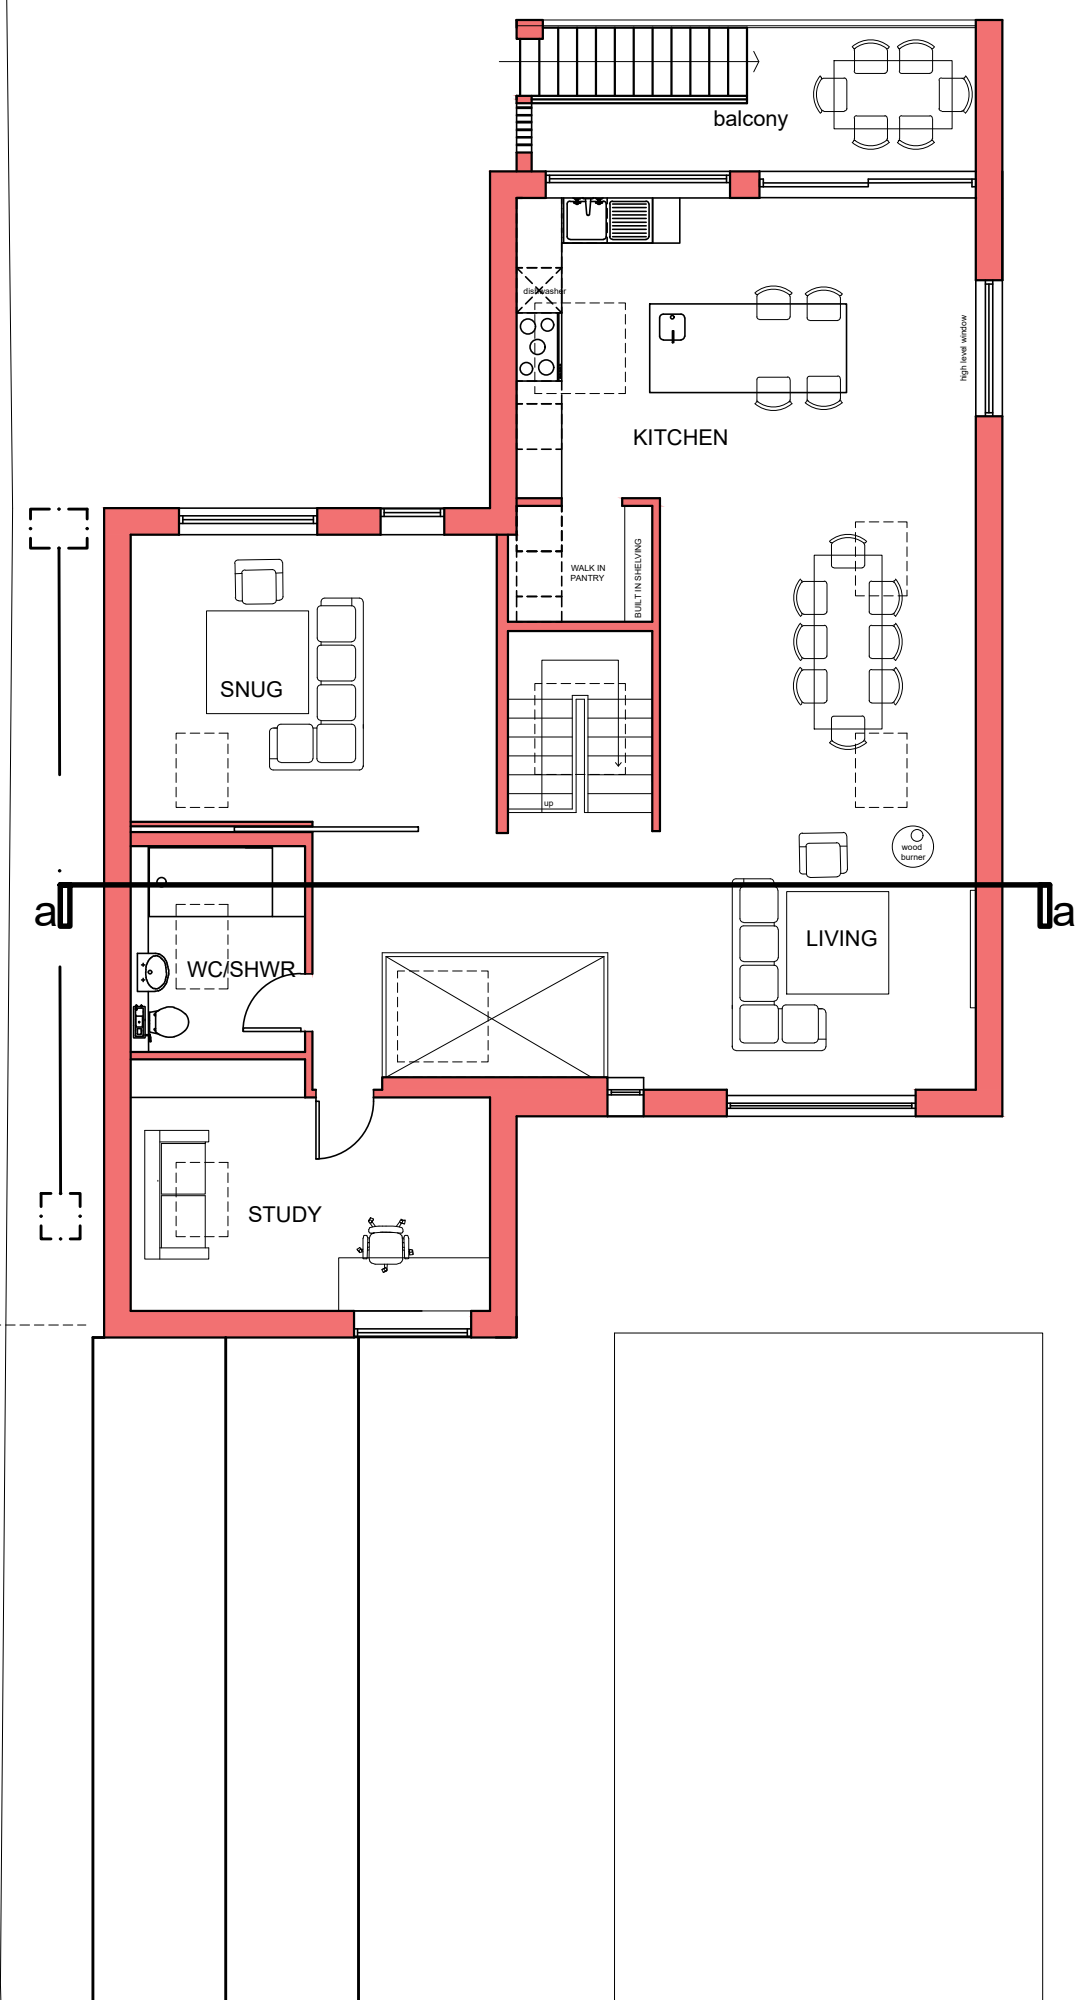 balcony
dishwasher
high level window
KITCHEN
WALK IN
PANTRY
BUILT IN SHELVING
SNUG
up
wood
burner
a
a
LIVING
WC/SHWR
STUDY